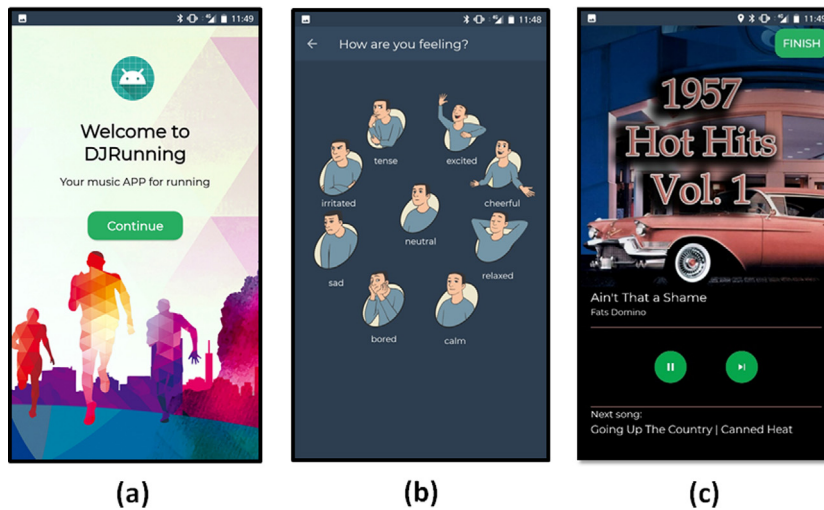 11:49
Welcome to
DJRunning
Your music APP for running
Continue
(a)
11:48
How are you feeling?
tense
excited
irritated
cheerful
neutral
sad
relaxed
bored
calm
(b)
11:49
FINISH
1957
Hot Hits
Vol. 1
Ain't That a Shame
Fats Domino
Next song:
Going Up The Country | Canned Heat
(c)